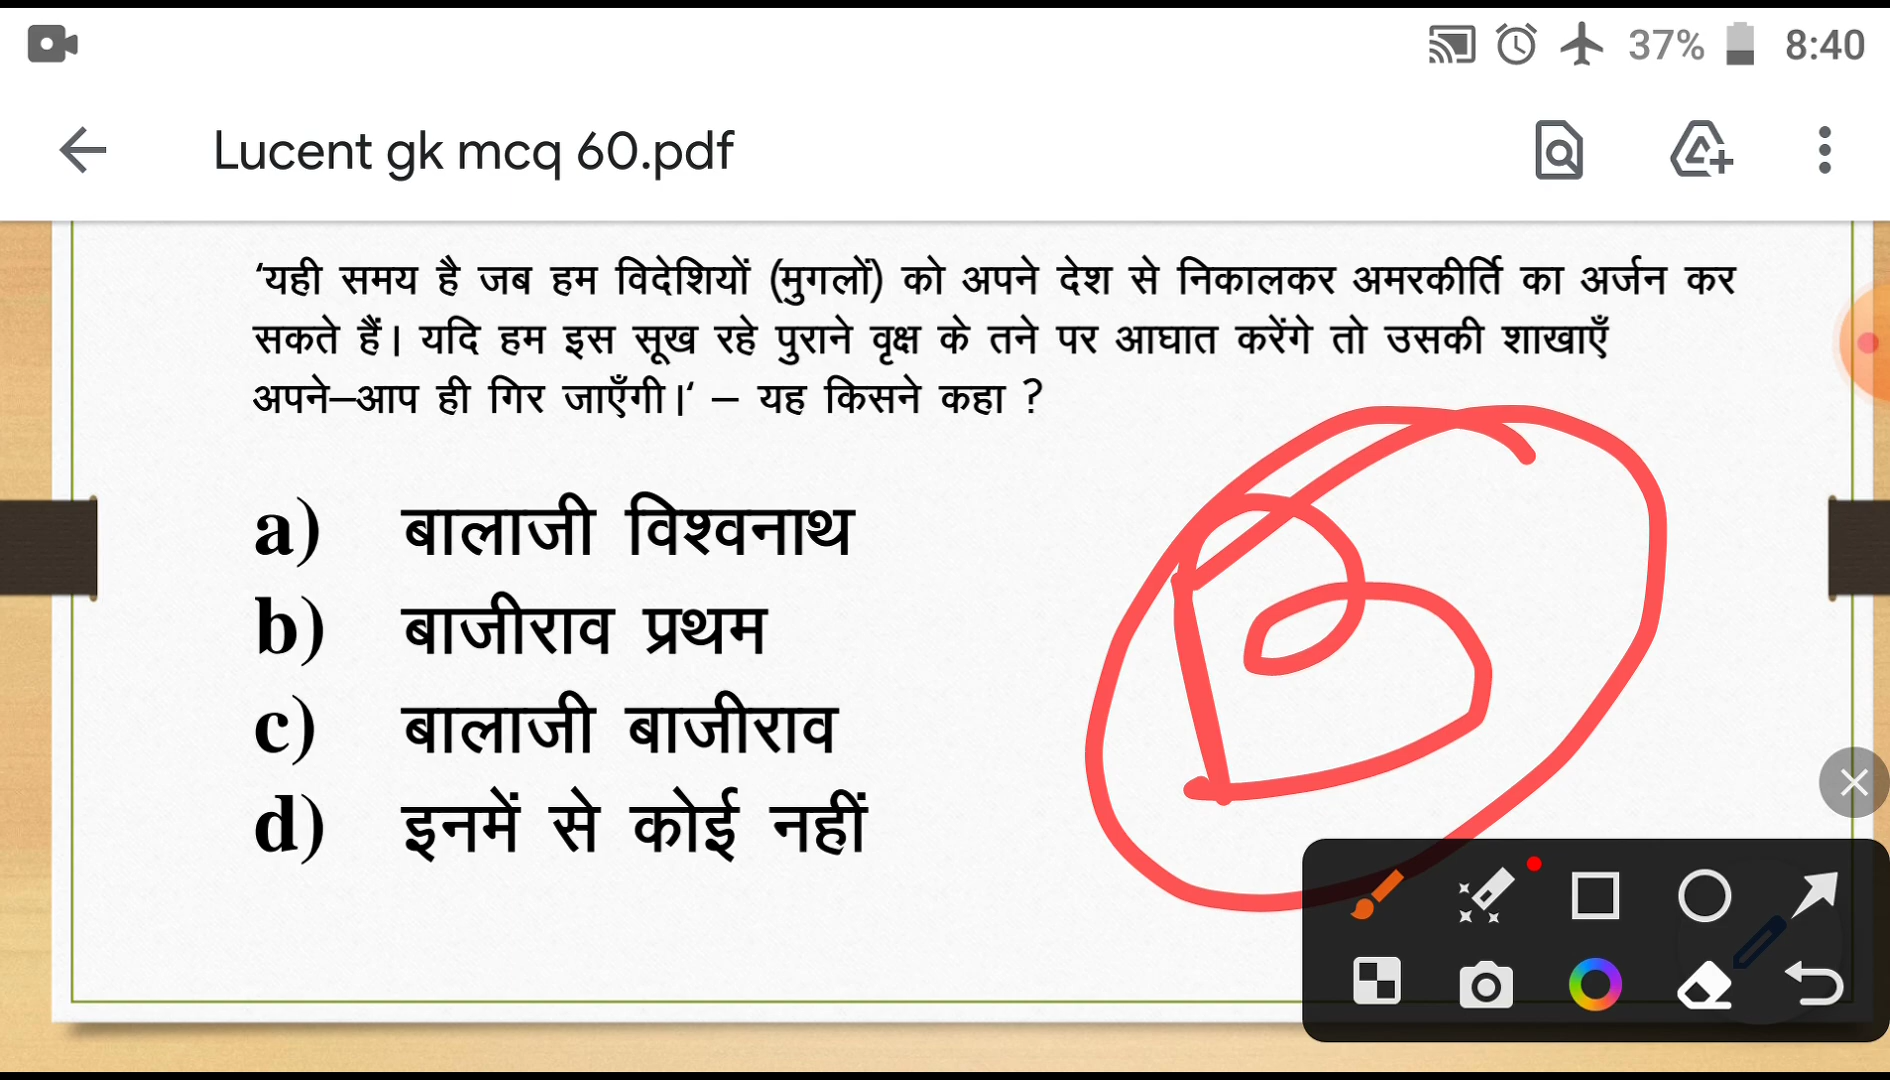 37% 8:40
Lucent gk mcq 60.pdf
‘यही समय है जब हम विदेशियों (मुगलों) को अपने देश से निकालकर अमरकीर्ति का अर्जन कर
सकते हैं। यदि हम इस सूख रहे पुराने वृक्ष के तने पर आघात करेंगे तो उसकी शाखाएँ
अपने–आप ही गिर जाएँगी।‘ – यह किसने कहा ?
a) बालाजी विश्वनाथ
b) बाजीराव प्रथम
c) बालाजी बाजीराव
d) इनमें से कोई नहीं
B